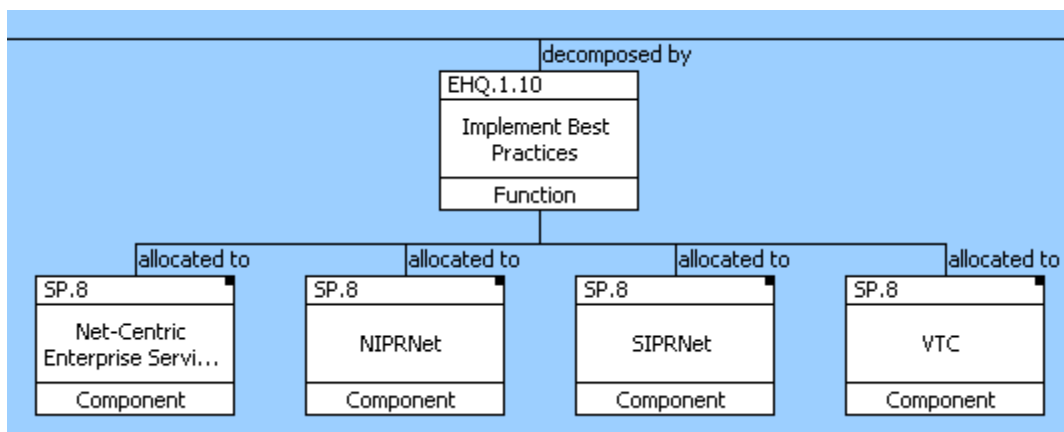 decomposed by
EHQ.1.10
Implement Best
Practices
Function
allocated to
allocated to
allocated to
allocated to
SP.8
Net-Centric
Enterprise Servi...
Component
SP.8
NIPRNet
Component
SP.8
SIPRNet
Component
SP.8
VTC
Component